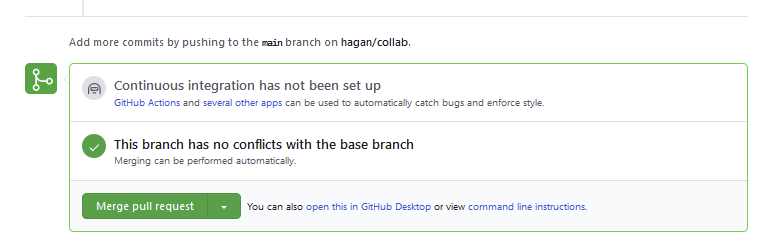 Add more commits by pushing to the main branch on hagan/collab.
Continuous integration has not been set up
GitHub Actions and several other apps can be used to automatically catch bugs and enforce style.
This branch has no conflicts with the base branch
Merging can be performed automatically.
Merge pull request You can also open this in GitHub Desktop or view command line instructions.